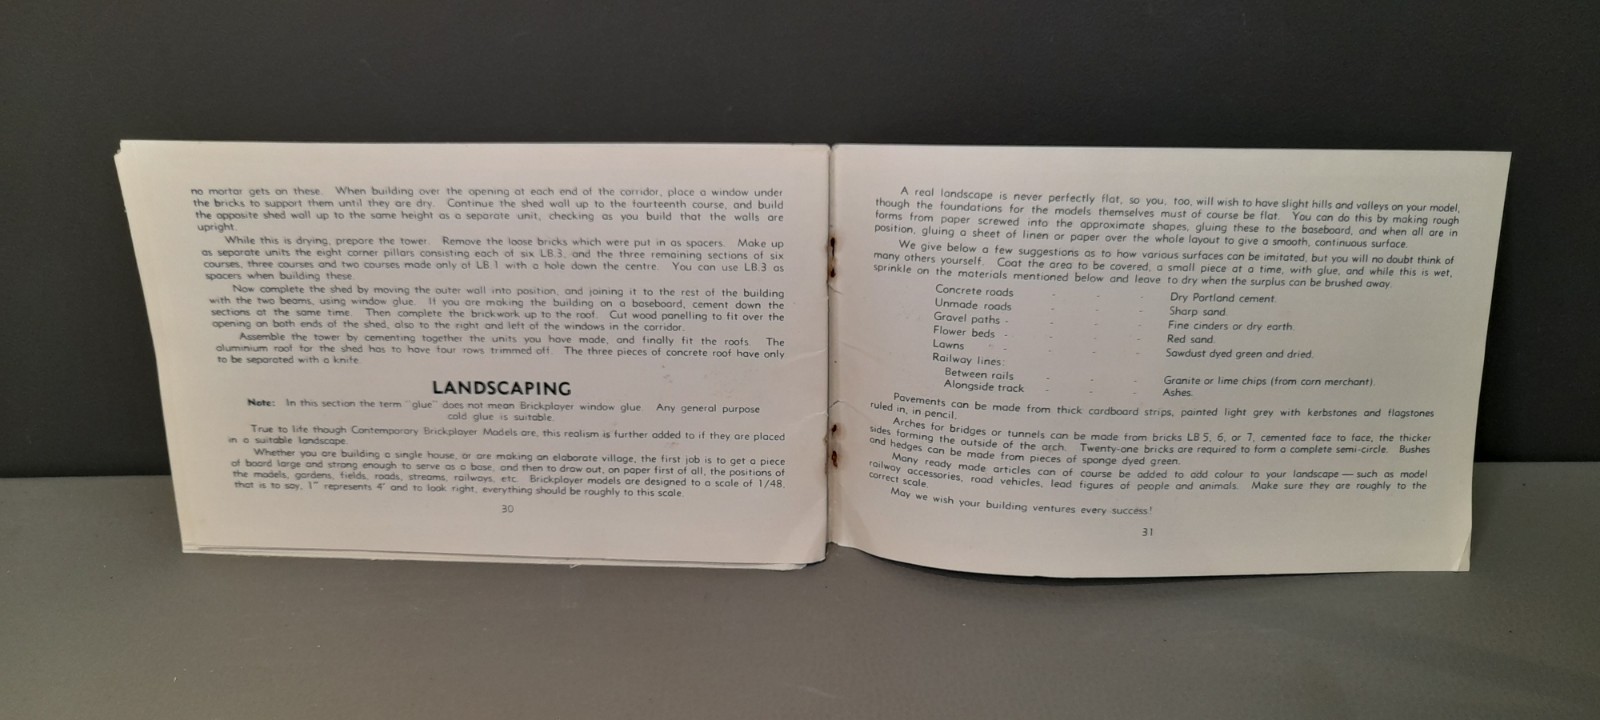 no mortar gets on these. When building over the opening at each end of the corridor, place a window under
the bricks to support them until they are dry. Continue the shed wall up to the fourteenth course, and build
the opposite shed wall up to the same height as a separate unit, checking as you build that the walls are
upright.
While this is drying, prepare the tower. Remove the loose bricks which were put in as spacers. Make up
as separate units the eight corner pillars consisting each of six LB.3, and the three remaining sections of six
courses, three courses and two courses made only of LB.1 with a hole down the centre. You can use LB.3 as
spacers when building these.
Now complete the shed by moving the outer wall into position, and joining it to the rest of the building
with the two beams, using window glue. If you are making the building on a baseboard, cement down the
sections at the same time. Then complete the brickwork up to the roof. Cut wood panelling to fit over the
opening on both ends of the shed, also to the right and left of the windows in the corridor.
Assemble the tower by cementing together the units you have made, and finally fit the roofs. The
aluminium roof for the shed has to have four rows trimmed off. The three pieces of concrete roof have only
to be separated with a knife.
LANDSCAPING
Note: In this section the term "glue" does not mean Brickplayer window glue. Any general purpose
cold glue is suitable.
True to life though Contemporary Brickplayer Models are, this realism is further added to if they are placed
in a suitable landscape.
Whether you are building a single house, or are making an elaborate village, the first job is to get a piece
of board large and strong enough to serve as a base, and then to draw out, on paper first of all, the positions of
the models, gardens, fields, roads, streams, railways, etc. Brickplayer models are designed to a scale of 1/48,
that is to say, 1" represents 4' and to look right, everything should be roughly to this scale.
30
A real landscape is never perfectly flat, so you, too, will wish to have slight hills and valleys on your model,
though the foundations for the models themselves must of course be flat. You can do this by making rough
forms from paper screwed into the approximate shapes, gluing these to the baseboard, and when all are in
position, gluing a sheet of linen or paper over the whole layout to give a smooth, continuous surface.
We give below a few suggestions as to how various surfaces can be imitated, but you will no doubt think of
many others yourself. Coat the area to be covered, a small piece at a time, with glue, and while this is wet,
sprinkle on the materials mentioned below and leave to dry when the surplus can be brushed away.
Concrete roads - - - Dry Portland cement.
Unmade roads - - - Sharp sand.
Gravel paths - - - - Fine cinders or dry earth.
Flower beds - - - - Red sand.
Lawns - - - - Sawdust dyed green and dried.
Railway lines:
Between rails - - - Granite or lime chips (from corn merchant).
Alongside track - - - Ashes.
Pavements can be made from thick cardboard strips, painted light grey with kerbstones and flagstones
ruled in, in pencil.
Arches for bridges or tunnels can be made from bricks LB 5, 6, or 7, cemented face to face, the thicker
sides forming the outside of the arch. Twenty-one bricks are required to form a complete semi-circle. Bushes
and hedges can be made from pieces of sponge dyed green.
Many ready made articles can of course be added to add colour to your landscape — such as model
railway accessories, road vehicles, lead figures of people and animals. Make sure they are roughly to the
correct scale.
May we wish your building ventures every success!
31